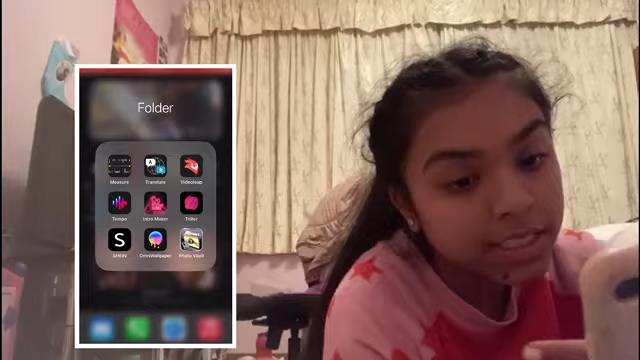 Folder
Measure Translate Videoleap
Tempo Intro Maker Triller
S
SHEIN OmniWallpaper Photo Vault